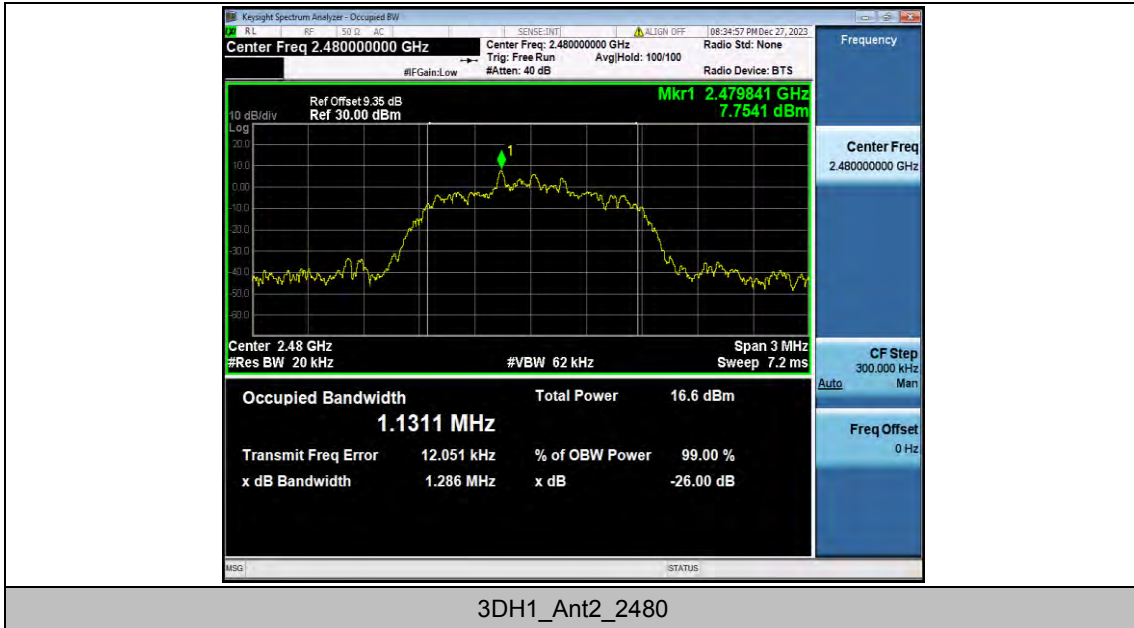 Keysight Spectrum Analyzer - Occupied BW
RL RF 50 Ω AC SENSE:INT ALIGN OFF 08:34:57 PM Dec 27, 2023
Center Freq 2.480000000 GHz
Center Freq: 2.480000000 GHz
Radio Std: None
Trig: Free Run Avg|Hold: 100/100
#IFGain:Low #Atten: 40 dB Radio Device: BTS
Mkr1 2.479841 GHz
7.7541 dBm
Ref Offset 9.35 dB
10 dB/div Ref 30.00 dBm
Log
20.0
10.0
0.00
-10.0
-20.0
-30.0
-40.0
-50.0
-60.0
1
Center 2.48 GHz Span 3 MHz
#Res BW 20 kHz #VBW 62 kHz Sweep 7.2 ms
Occupied Bandwidth Total Power 16.6 dBm
1.1311 MHz
Transmit Freq Error 12.051 kHz % of OBW Power 99.00 %
x dB Bandwidth 1.286 MHz x dB -26.00 dB
MSG STATUS
Frequency
Center Freq
2.480000000 GHz
CF Step
300.000 kHz
Auto Man
Freq Offset
0 Hz
3DH1_Ant2_2480